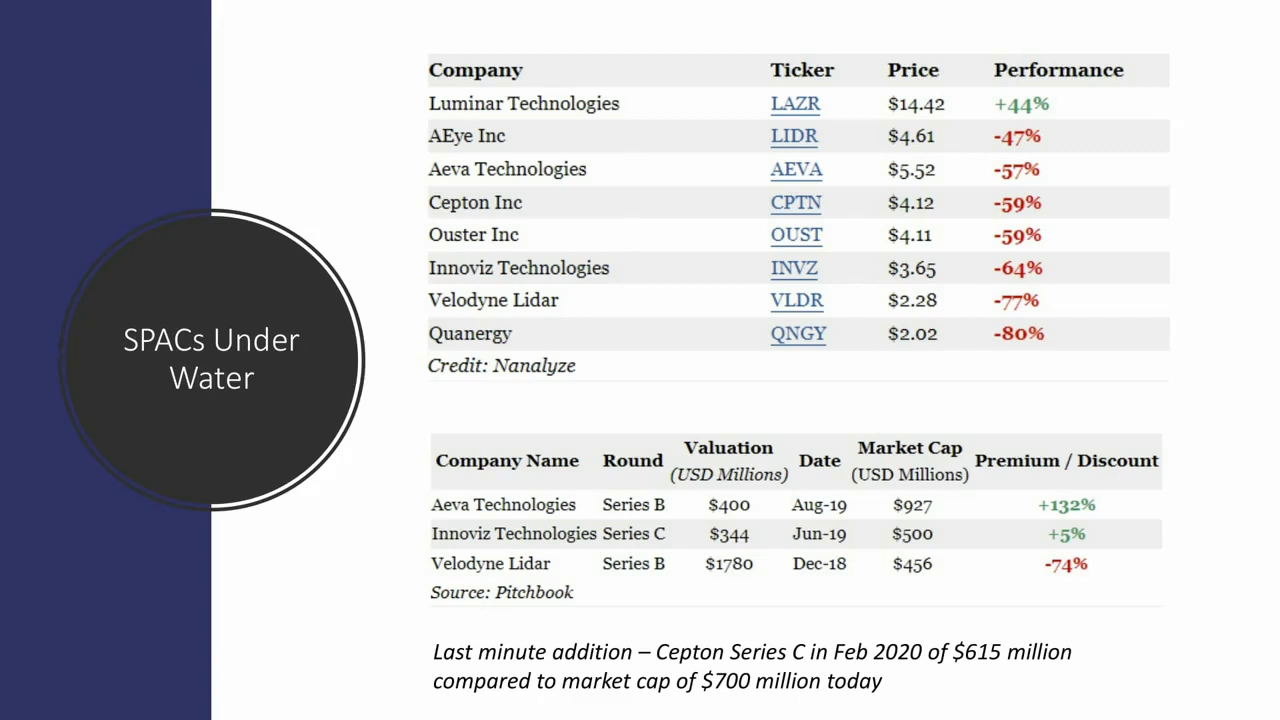 SPACs Under
Water
Company Ticker Price Performance
Luminar Technologies LAZR $14.42 +44%
AEye Inc LIDR $4.61 -47%
Aeva Technologies AEVA $5.52 -57%
Cepton Inc CPTN $4.12 -59%
Ouster Inc OUST $4.11 -59%
Innoviz Technologies INVZ $3.65 -64%
Velodyne Lidar VLDR $2.28 -77%
Quanergy QNGY $2.02 -80%
Credit: Nanalyze
Company Name Round Valuation (USD Millions) Date Market Cap (USD Millions) Premium / Discount
Aeva Technologies Series B $400 Aug-19 $927 +132%
Innoviz Technologies Series C $344 Jun-19 $500 +5%
Velodyne Lidar Series B $1780 Dec-18 $456 -74%
Source: Pitchbook
Last minute addition – Cepton Series C in Feb 2020 of $615 million
compared to market cap of $700 million today